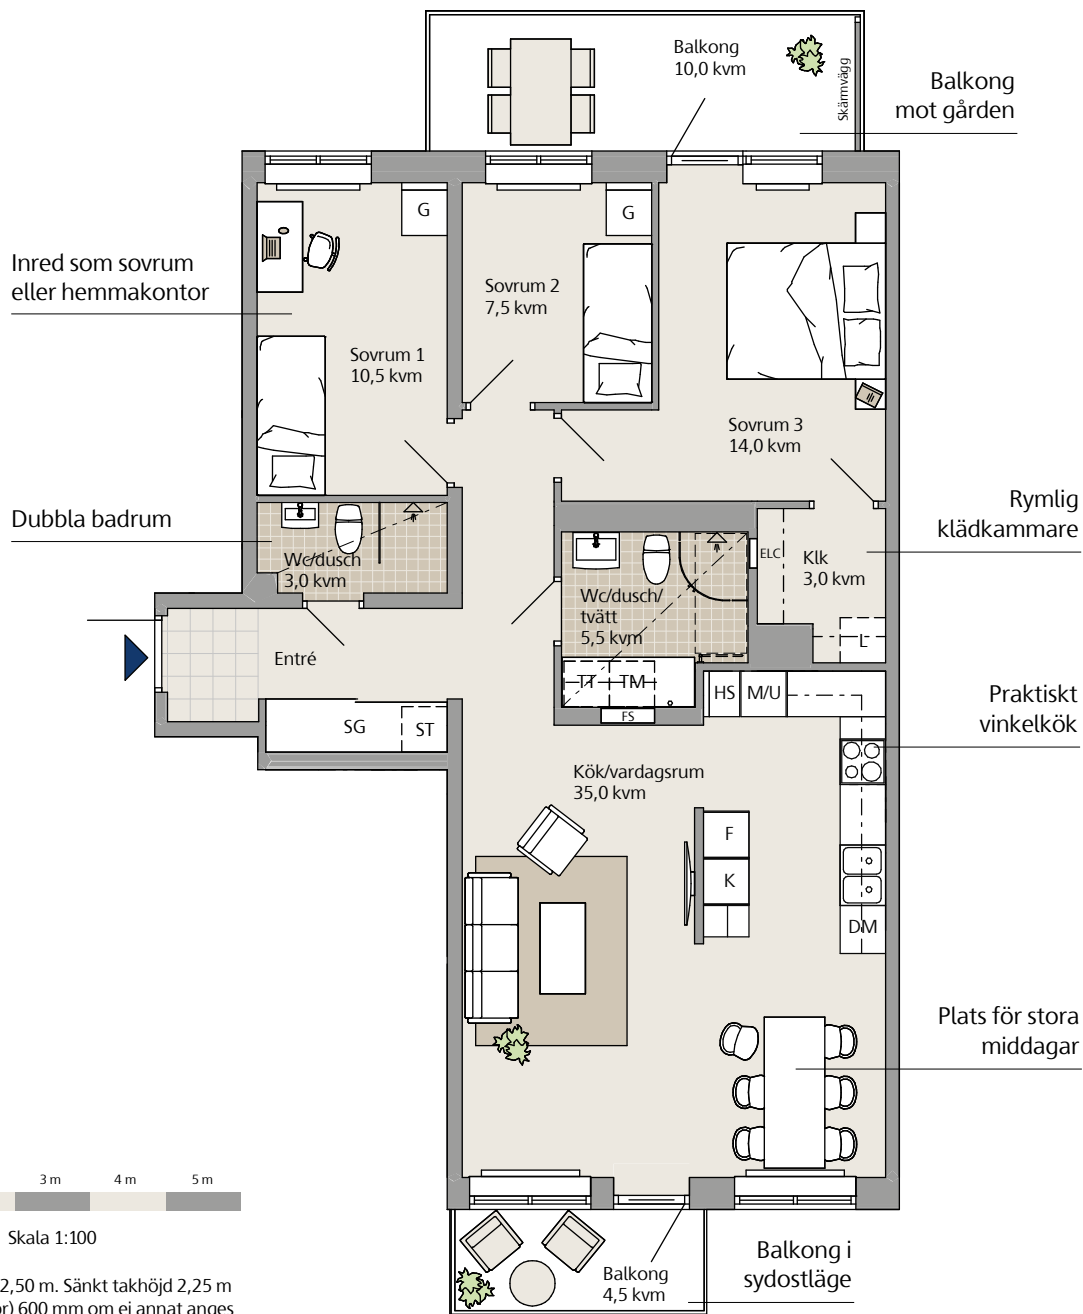 Balkong
10,0 kvm
Skärmvägg
Balkong
mot gården
G
G
Inred som sovrum
eller hemmakontor
Sovrum 2
7,5 kvm
Sovrum 1
10,5 kvm
Sovrum 3
14,0 kvm
Dubbla badrum
Rymlig
klädkammare
Wc/dusch
3,0 kvm
ELC
Klk
3,0 kvm
Wc/dusch/
tvätt
5,5 kvm
L
Entré
TT
TM
HS
M/U
Praktiskt
vinkelkök
FS
SG
ST
Kök/vardagsrum
35,0 kvm
F
K
DM
Plats för stora
middagar
3 m
4 m
5 m
Skala 1:100
2,50 m. Sänkt takhöjd 2,25 m
600 mm om ei annat anges
Balkong i
sydostläge
Balkong
4,5 kvm